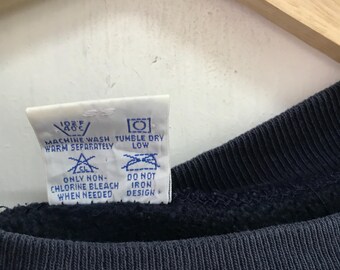 MACHINE WASH
WARM SEPARATELY
TUMBLE DRY
LOW
ONLY NON-
CHLORINE BLEACH
WHEN NEEDED
DO NOT
IRON
DESIGN